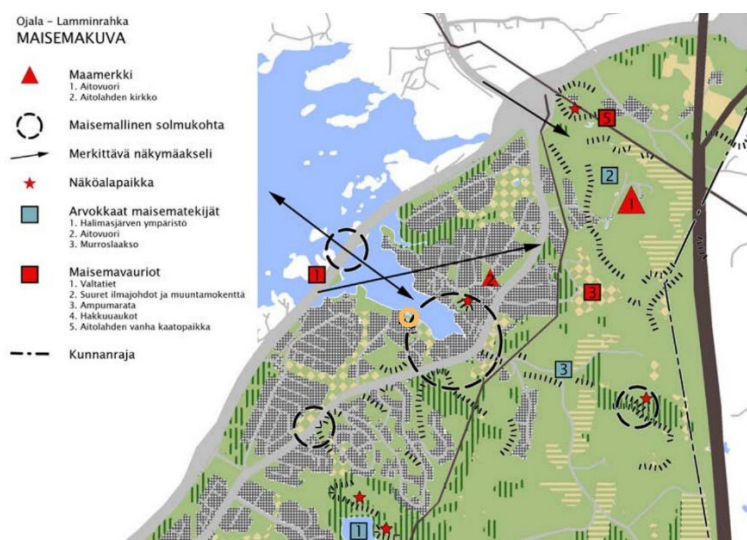 Ojala - Lamminrahka
MAISEMAKUVA
Maamerkki
1. Aitovuori
2. Aitolahden kirkko
Maisemallinen solmukohta
Merkittävä näkymäakseli
Näköalapaikka
Arvokkaat maisematekijät
1. Halimasjärven ympäristö
2. Aitovuori
3. Murroslaakso
Maisemavauriot
1. Valtatiet
2. Suuret ilmajohdot ja muuntamokenttä
3. Ampumarata
4. Hakkuuaukot
5. Aitolahden vanha kaatopaikka
Kunnanraja
5
2
1
1
2
3
3
1